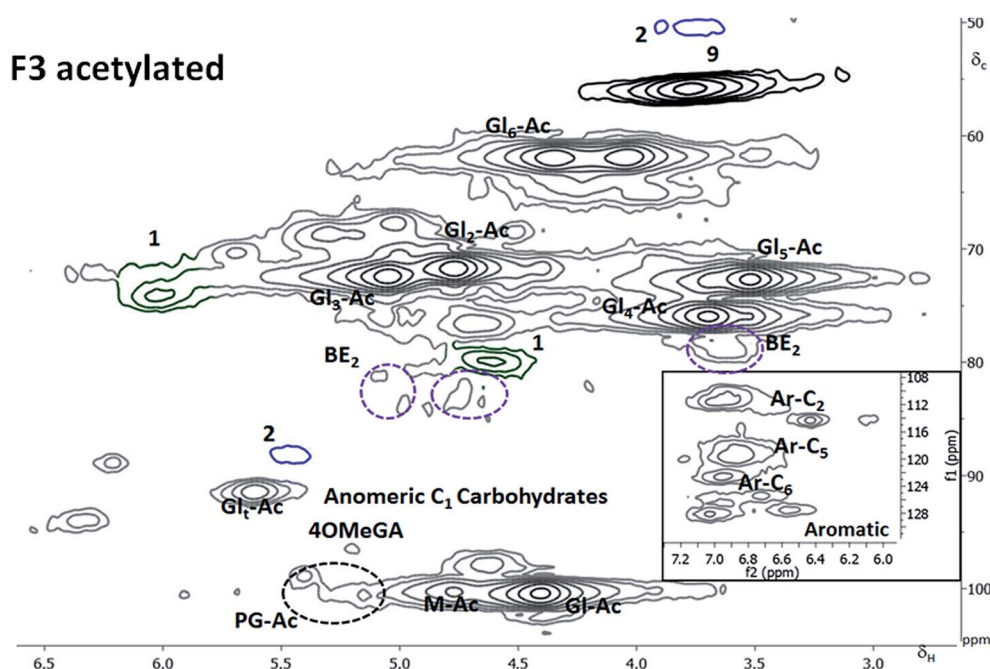 50
2
δc
9
F3 acetylated
Gl6-Ac
60
1
Gl2-Ac
Gl5-Ac
70
Gl3-Ac
Gl4-Ac
BE2
1
BE2
80
108
Ar-C2
112
2
Ar-C5
120
Ar-C6
124
128
Aromatic
f1 (ppm)
7.2 7.0 6.8 6.6 6.4 6.2 6.0
f2 (ppm)
90
Glt-Ac
Anomeric C1 Carbohydrates
4OMeGA
100
M-Ac
Gl-Ac
PG-Ac
ppm
6.5 6.0 5.5 5.0 4.5 4.0 3.5 3.0 δH